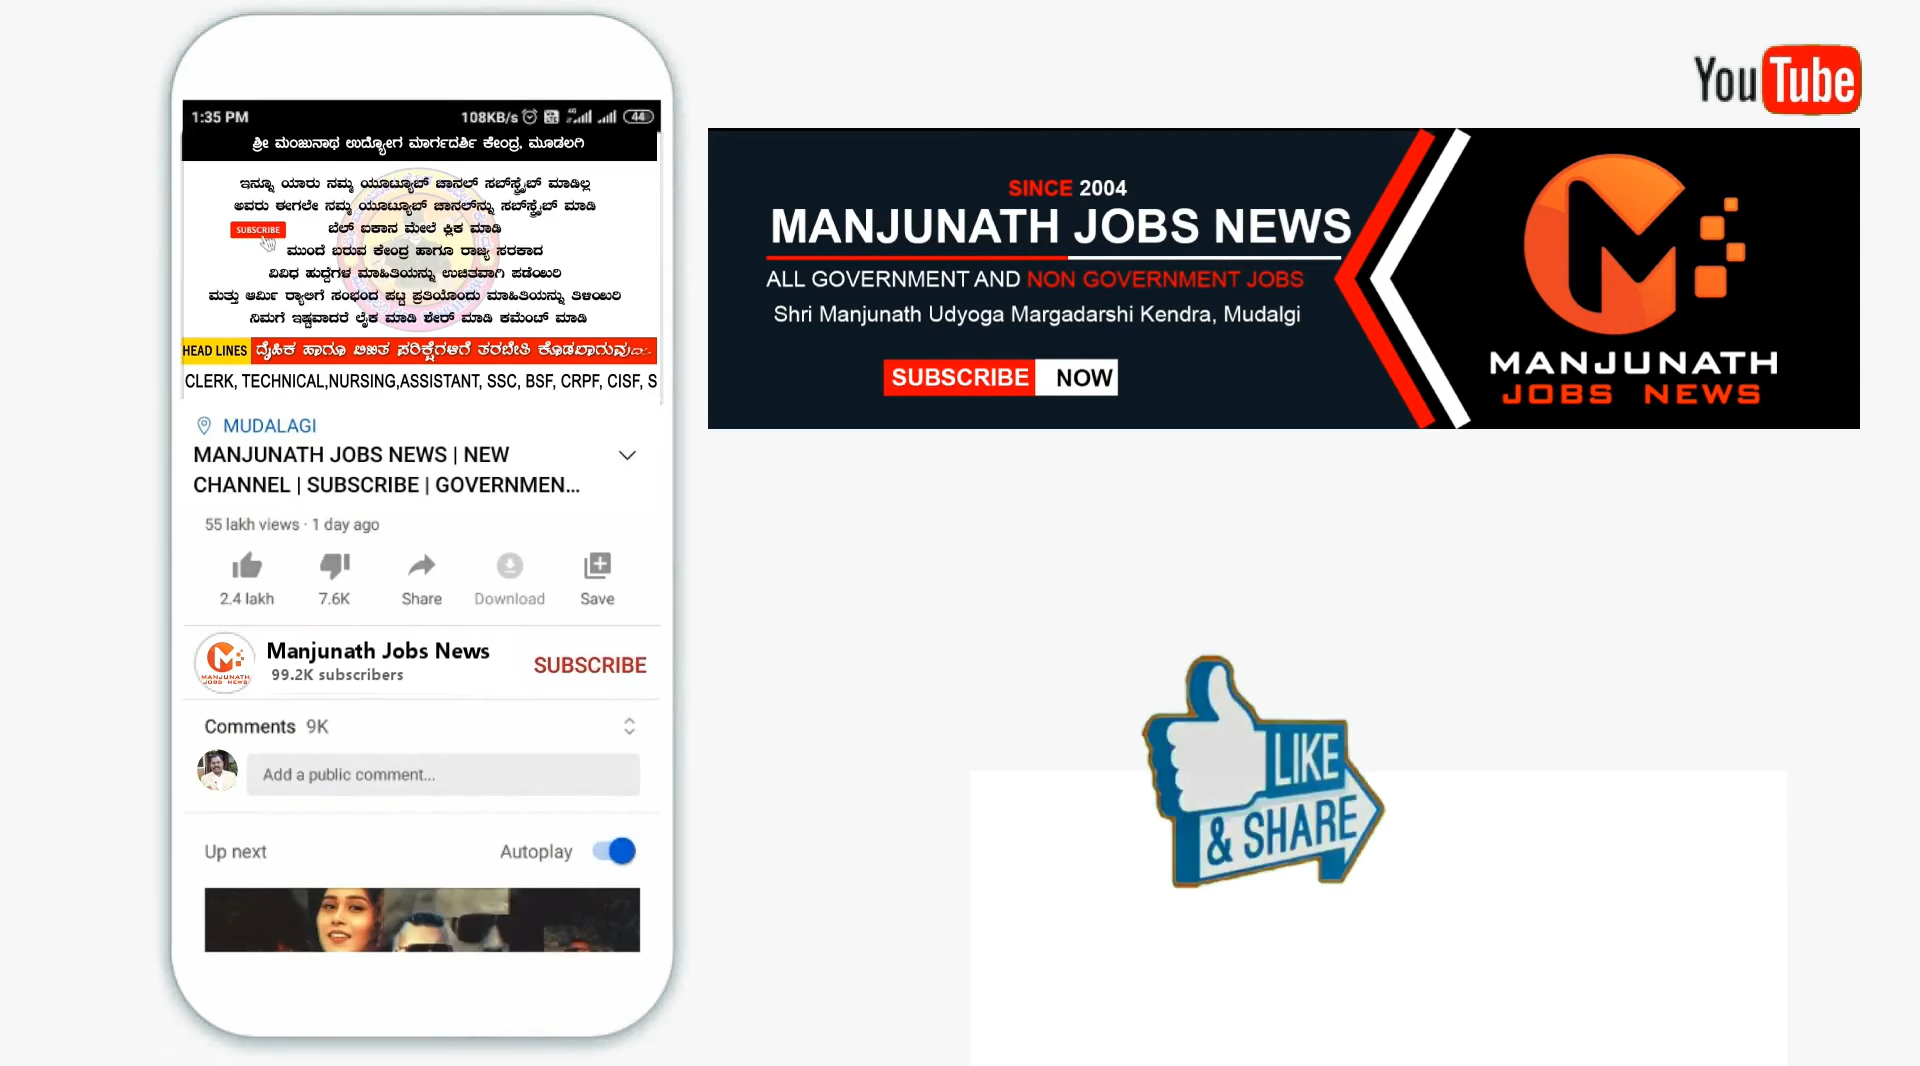 YouTube
1:35 PM
108KB/s
4G
44
ಶ್ರೀ ಮಂಜುನಾಥ ಉದ್ಯೋಗ ಮಾರ್ಗದರ್ಶಿ ಕೇಂದ್ರ, ಮೂಡಲಗಿ
ಇನ್ನೂ ಯಾರು ನಮ್ಮ ಯೂಟ್ಯೂಬ್ ಚಾನಲ್ ಸಬ್‌ಸ್ಕ್ರೈಬ್ ಮಾಡಿಲ್ಲ
ಅವರು ಈಗಲೇ ನಮ್ಮ ಯೂಟ್ಯೂಬ್ ಚಾನಲ್‌ನ್ನು ಸಬ್‌ಸ್ಕ್ರೈಬ್ ಮಾಡಿ
SUBSCRIBE
ಬೆಲ್ ಐಕಾನ ಮೇಲೆ ಕ್ಲಿಕ ಮಾಡಿ
ಮುಂದೆ ಬರುವ ಕೇಂದ್ರ ಹಾಗೂ ರಾಜ್ಯ ಸರಕಾದ
ವಿವಿಧ ಹುದ್ದೆಗಳ ಮಾಹಿತಿಯನ್ನು ಉಚಿತವಾಗಿ ಪಡೆಯಿರಿ
ಮತ್ತು ಆರ್ಮಿ ರ‍್ಯಾಲಿಗೆ ಸಂಭಂದ ಪಟ್ಟ ಪ್ರತಿಯೊಂದು ಮಾಹಿತಿಯನ್ನು ತಿಳಿಯಿರಿ
ನಿಮಗೆ ಇಷ್ಟವಾದರೆ ಲೈಕ ಮಾಡಿ ಶೇರ್ ಮಾಡಿ ಕಮೆಂಟ್ ಮಾಡಿ
HEAD LINES ದೈಹಿಕ ಹಾಗೂ ಲಿಖಿತ ಪರಿಕ್ಷೆಗಳಿಗೆ ತರಬೇತಿ ಕೊಡಲಾಗುವುದು
CLERK, TECHNICAL,NURSING,ASSISTANT, SSC, BSF, CRPF, CISF, S
MUDALAGI
MANJUNATH JOBS NEWS | NEW
CHANNEL | SUBSCRIBE | GOVERNMEN...
55 lakh views · 1 day ago
2.4 lakh
7.6K
Share
Download
Save
MANJUNATH
JOBS NEWS
Manjunath Jobs News
99.2K subscribers
SUBSCRIBE
Comments 9K
Add a public comment...
Up next
Autoplay
SINCE 2004
MANJUNATH JOBS NEWS
ALL GOVERNMENT AND NON GOVERNMENT JOBS
Shri Manjunath Udyoga Margadarshi Kendra, Mudalgi
SUBSCRIBE NOW
MANJUNATH
JOBS NEWS
LIKE
& SHARE